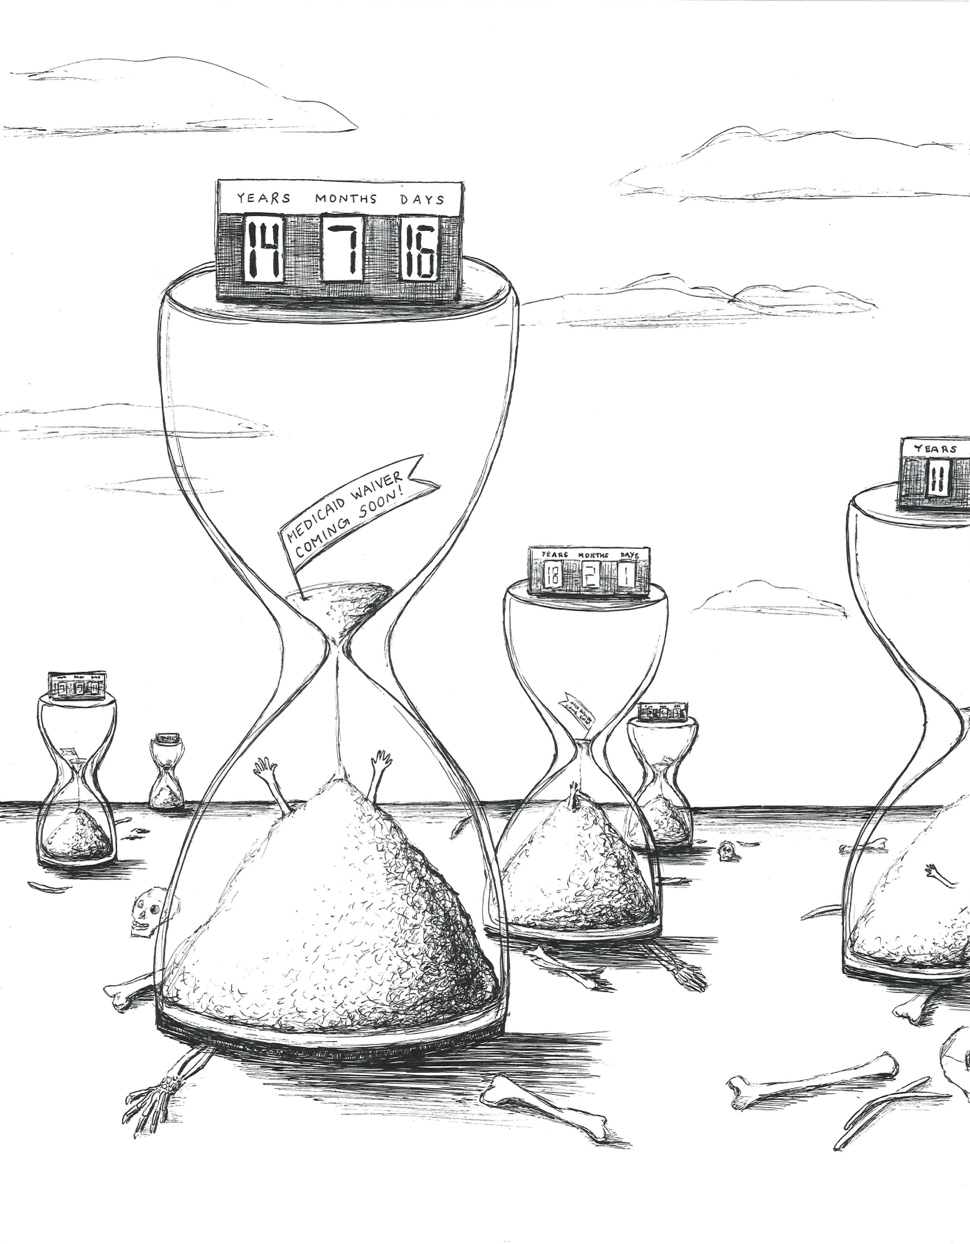 YEARS MONTHS DAYS
14 7 16
MEDICAID WAIVER
COMING SOON!
YEARS
11
YEARS MONTHS DAYS
18 2 1